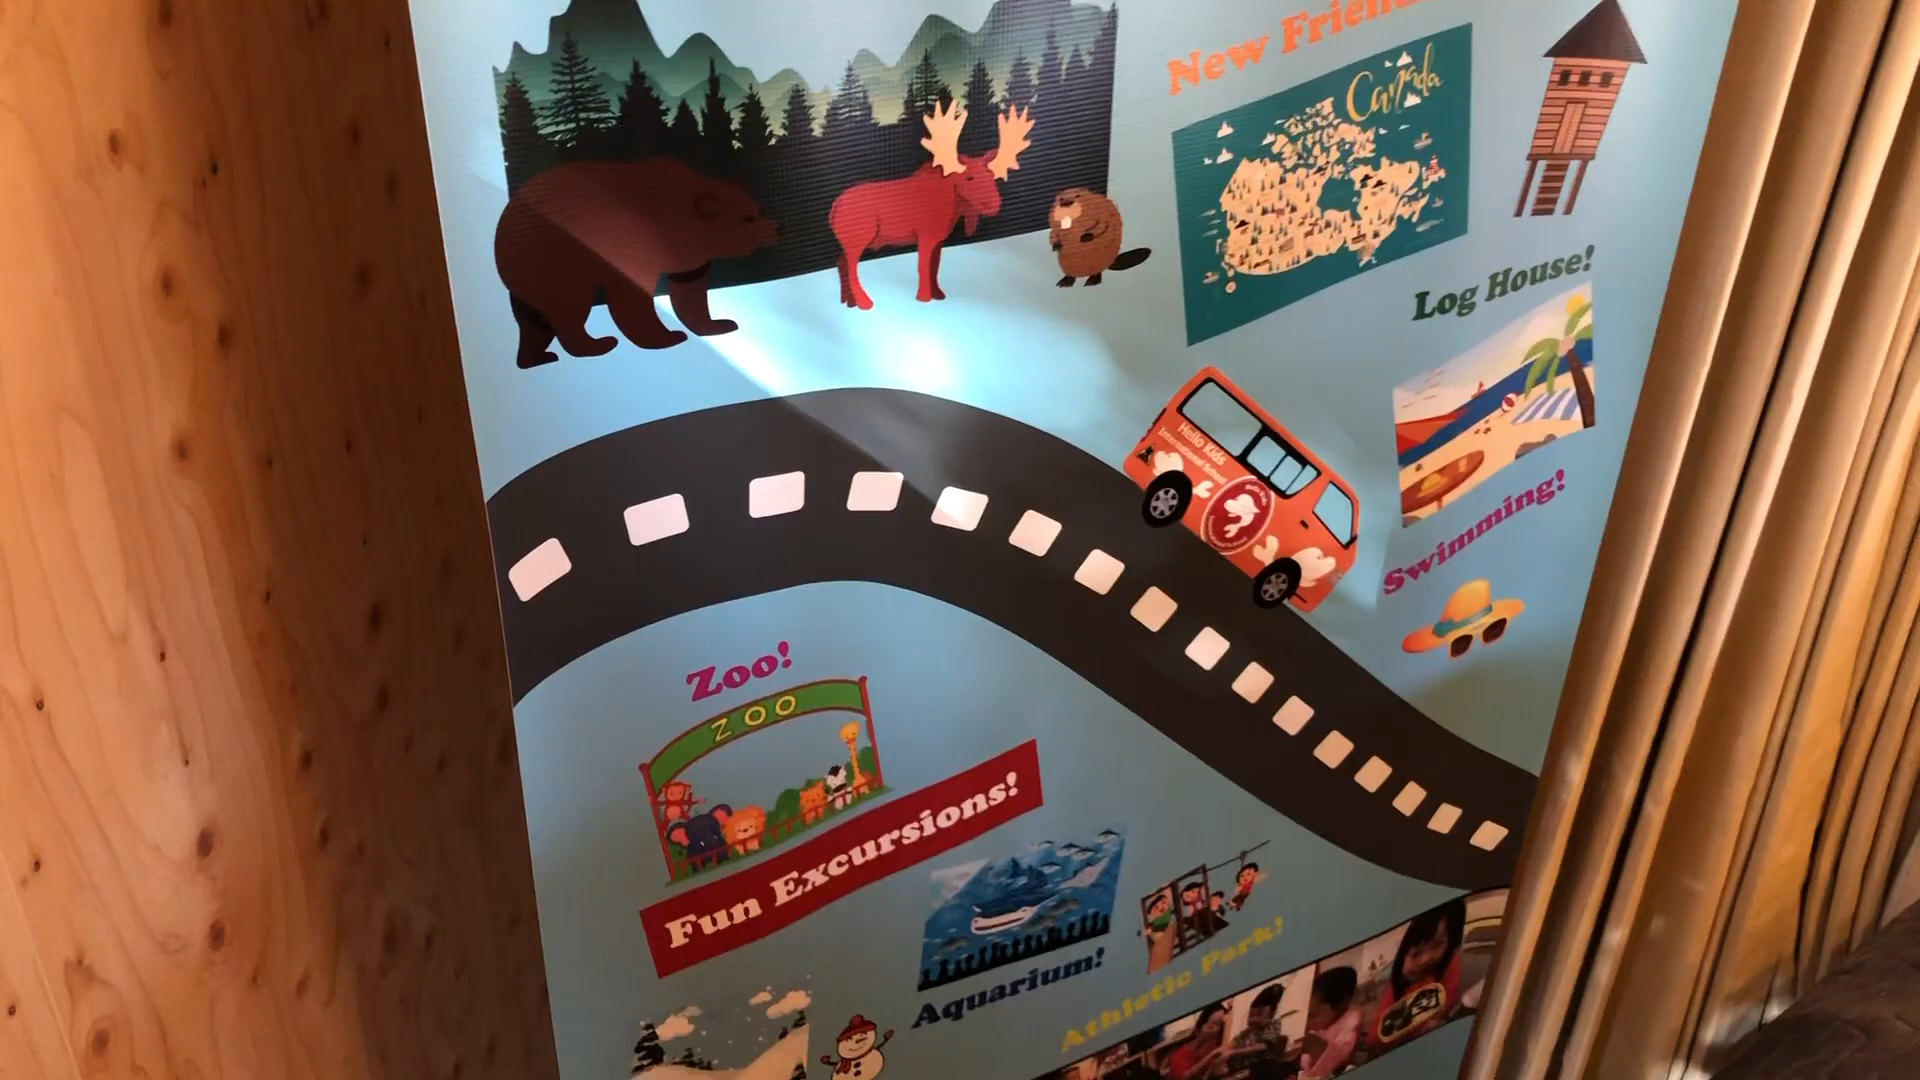 New Friend
Canada
Log House!
Hello Kids
International School
Swimming!
Zoo!
ZOO
Fun Excursions!
Aquarium!
Athletic Park!